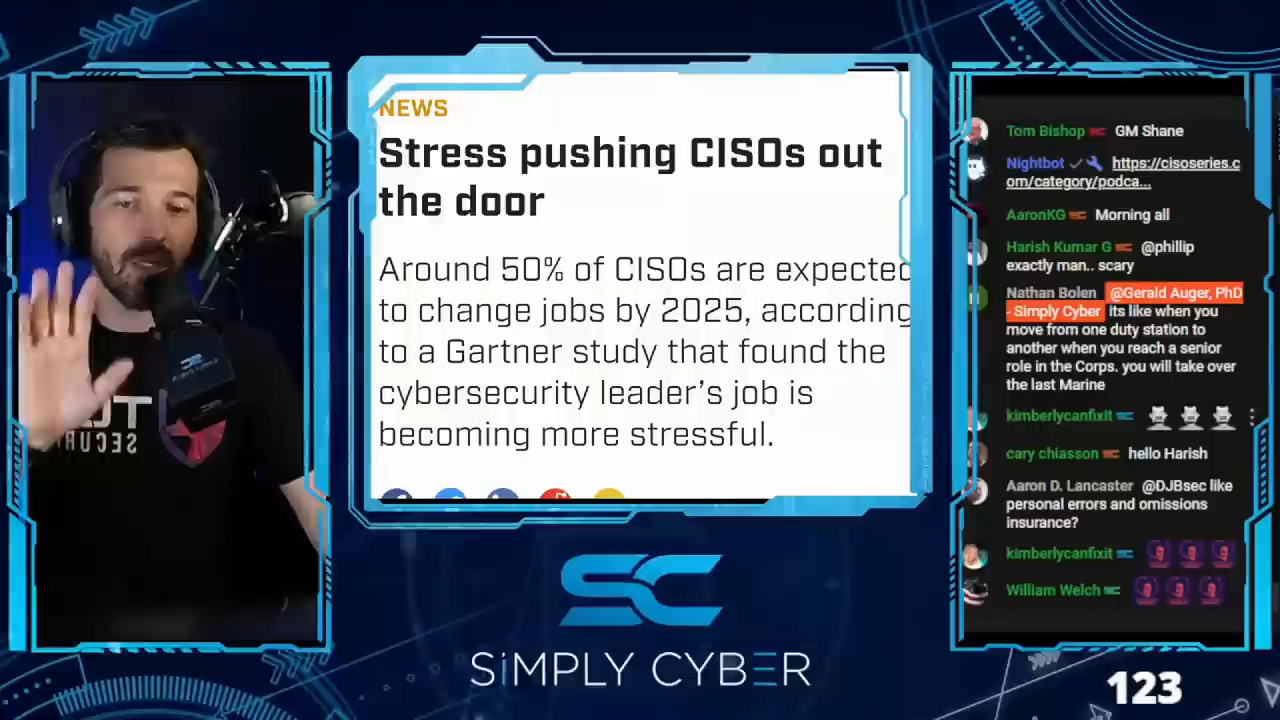 NEWS
Stress pushing CISOs out
the door
Around 50% of CISOs are expected
to change jobs by 2025, according
to a Gartner study that found the
cybersecurity leader's job is
becoming more stressful.
SC
SiMPLY CYBER
SECURI
Tom Bishop GM Shane
Nightbot https://cisoseries.c
om/category/podca...
AaronKG Morning all
Harish Kumar G @phillip
exactly man.. scary
Nathan Bolen @Gerald Auger, PhD
- Simply Cyber its like when you
move from one duty station to
another when you reach a senior
role in the Corps. you will take over
the last Marine
kimberlycanfixit
cary chiasson hello Harish
Aaron D. Lancaster @DJBsec like
personal errors and omissions
insurance?
kimberlycanfixit
William Welch
123